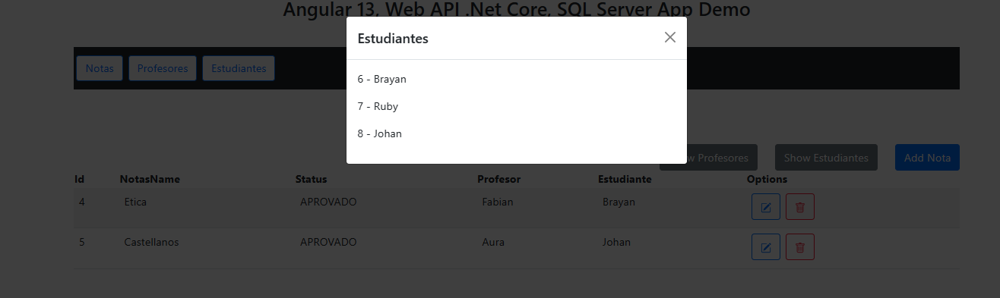 Angular 13, Web API .Net Core, SQL Server App Demo
Estudiantes
6 - Brayan
7 - Ruby
8 - Johan
Notas Profesores Estudiantes
Profesores Show Estudiantes Add Nota
Id NotasName Status Profesor Estudiante Options
4 Etica APROVADO Fabian Brayan
5 Castellanos APROVADO Aura Johan